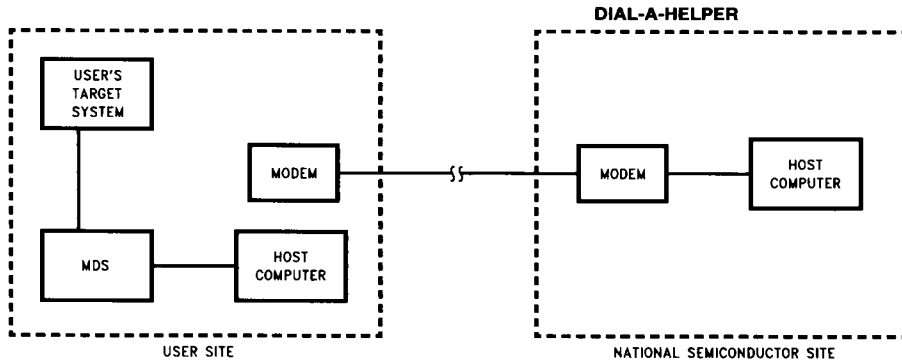 DIAL-A-HELPER
USER'S
TARGET
SYSTEM
MODEM
MDS
HOST
COMPUTER
USER SITE
MODEM
HOST
COMPUTER
NATIONAL SEMICONDUCTOR SITE